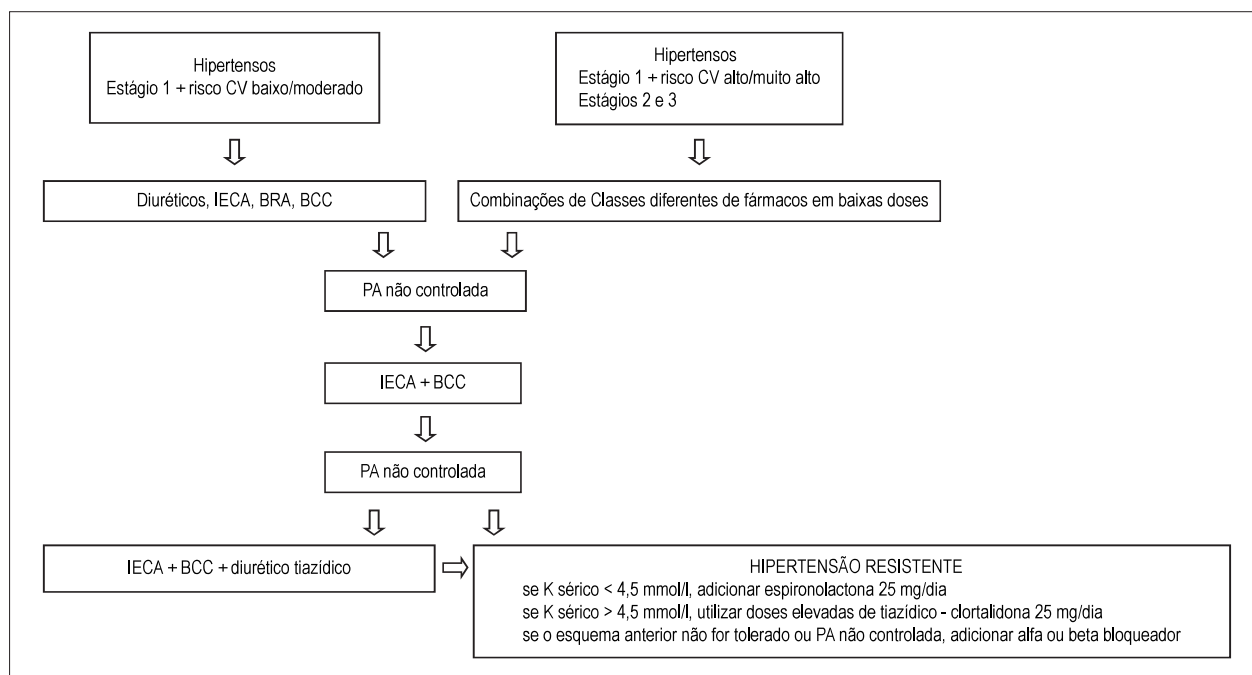 Hipertensos
Estágio 1 + risco CV baixo/moderado
Hipertensos
Estágio 1 + risco CV alto/muito alto
Estágios 2 e 3
Diuréticos, IECA, BRA, BCC
Combinações de Classes diferentes de fármacos em baixas doses
PA não controlada
IECA + BCC
PA não controlada
IECA + BCC + diurético tiazídico
HIPERTENSÃO RESISTENTE
se K sérico < 4,5 mmol/l, adicionar espironolactona 25 mg/dia
se K sérico > 4,5 mmol/l, utilizar doses elevadas de tiazídico - clortalidona 25 mg/dia
se o esquema anterior não for tolerado ou PA não controlada, adicionar alfa ou beta bloqueador